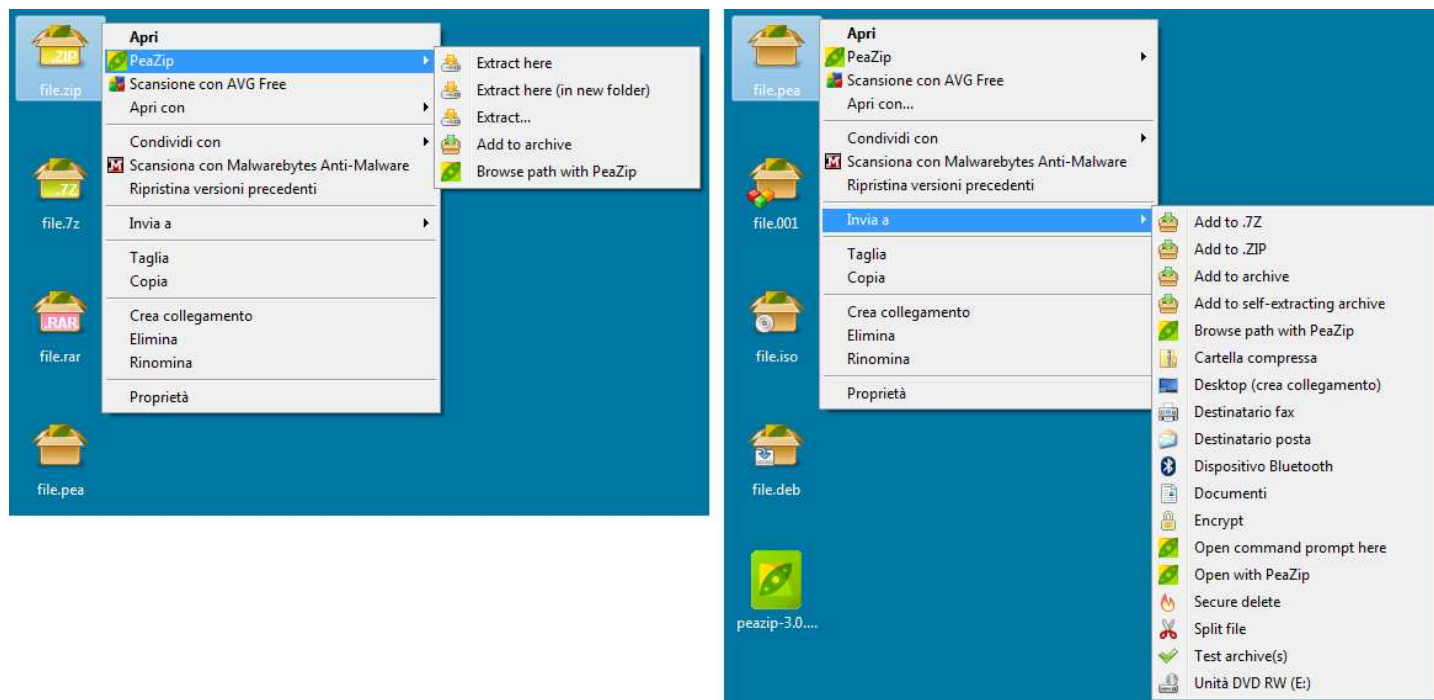 .ZIP
file.zip
.7Z
file.7z
.RAR
file.rar
file.pea
Apri
PeaZip
Scansione con AVG Free
Apri con
Condividi con
Scansiona con Malwarebytes Anti-Malware
Ripristina versioni precedenti
Invia a
Taglia
Copia
Crea collegamento
Elimina
Rinomina
Proprietà
Extract here
Extract here (in new folder)
Extract...
Add to archive
Browse path with PeaZip
file.pea
file.001
file.iso
file.deb
peazip-3.0....
Apri
PeaZip
Scansione con AVG Free
Apri con...
Condividi con
Scansiona con Malwarebytes Anti-Malware
Ripristina versioni precedenti
Invia a
Taglia
Copia
Crea collegamento
Elimina
Rinomina
Proprietà
Add to .7Z
Add to .ZIP
Add to archive
Add to self-extracting archive
Browse path with PeaZip
Cartella compressa
Desktop (crea collegamento)
Destinatario fax
Destinatario posta
Dispositivo Bluetooth
Documenti
Encrypt
Open command prompt here
Open with PeaZip
Secure delete
Split file
Test archive(s)
Unità DVD RW (E:)